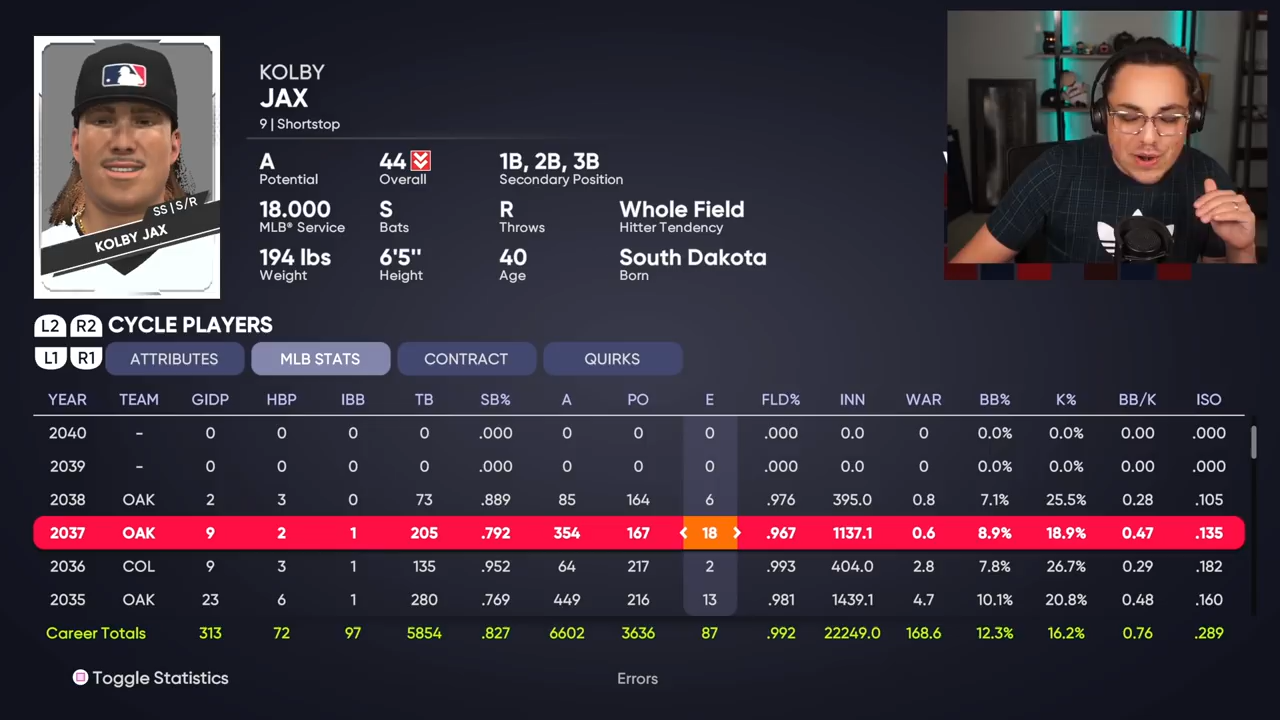 KOLBY
JAX
9 | Shortstop
A
Potential
44
Overall
1B, 2B, 3B
Secondary Position
18.000
MLB® Service
S
Bats
R
Throws
Whole Field
Hitter Tendency
194 lbs
Weight
6'5"
Height
40
Age
South Dakota
Born
SS | S/R
KOLBY JAX
L2 R2 CYCLE PLAYERS
L1 R1 ATTRIBUTES MLB STATS CONTRACT QUIRKS
YEAR TEAM GIDP HBP IBB TB SB% A PO E FLD% INN WAR BB% K% BB/K ISO
2040 - 0 0 0 0 .000 0 0 0 .000 0.0 0 0.0% 0.0% 0.00 .000
2039 - 0 0 0 0 .000 0 0 0 .000 0.0 0 0.0% 0.0% 0.00 .000
2038 OAK 2 3 0 73 .889 85 164 6 .976 395.0 0.8 7.1% 25.5% 0.28 .105
2037 OAK 9 2 1 205 .792 354 167 18 .967 1137.1 0.6 8.9% 18.9% 0.47 .135
2036 COL 9 3 1 135 .952 64 217 2 .993 404.0 2.8 7.8% 26.7% 0.29 .182
2035 OAK 23 6 1 280 .769 449 216 13 .981 1439.1 4.7 10.1% 20.8% 0.48 .160
Career Totals 313 72 97 5854 .827 6602 3636 87 .992 22249.0 168.6 12.3% 16.2% 0.76 .289
Toggle Statistics
Errors